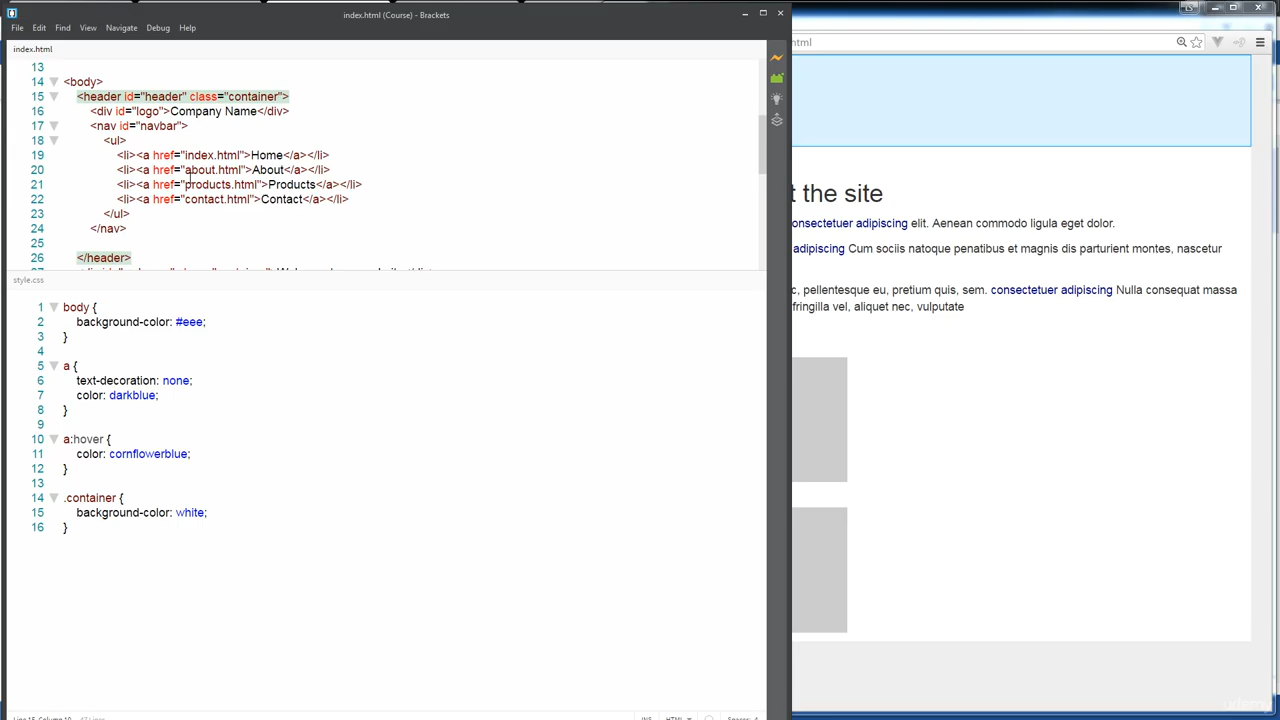 index.html (Course) - Brackets
File Edit Find View Navigate Debug Help
index.html
13
14 <body>
15 <header id="header" class="container">
16 <div id="logo">Company Name</div>
17 <nav id="navbar">
18 <ul>
19 <li><a href="index.html">Home</a></li>
20 <li><a href="about.html">About</a></li>
21 <li><a href="products.html">Products</a></li>
22 <li><a href="contact.html">Contact</a></li>
23 </ul>
24 </nav>
25
26 </header>
style.css
1 body {
2 background-color: #eee;
3 }
4
5 a {
6 text-decoration: none;
7 color: darkblue;
8 }
9
10 a:hover {
11 color: cornflowerblue;
12 }
13
14 .container {
15 background-color: white;
16 }
html
t the site
onsectetuer adipiscing elit. Aenean commodo ligula eget dolor.
adipiscing Cum sociis natoque penatibus et magnis dis parturient montes, nascetur
c, pellentesque eu, pretium quis, sem. consectetuer adipiscing Nulla consequat massa
fringilla vel, aliquet nec, vulputate